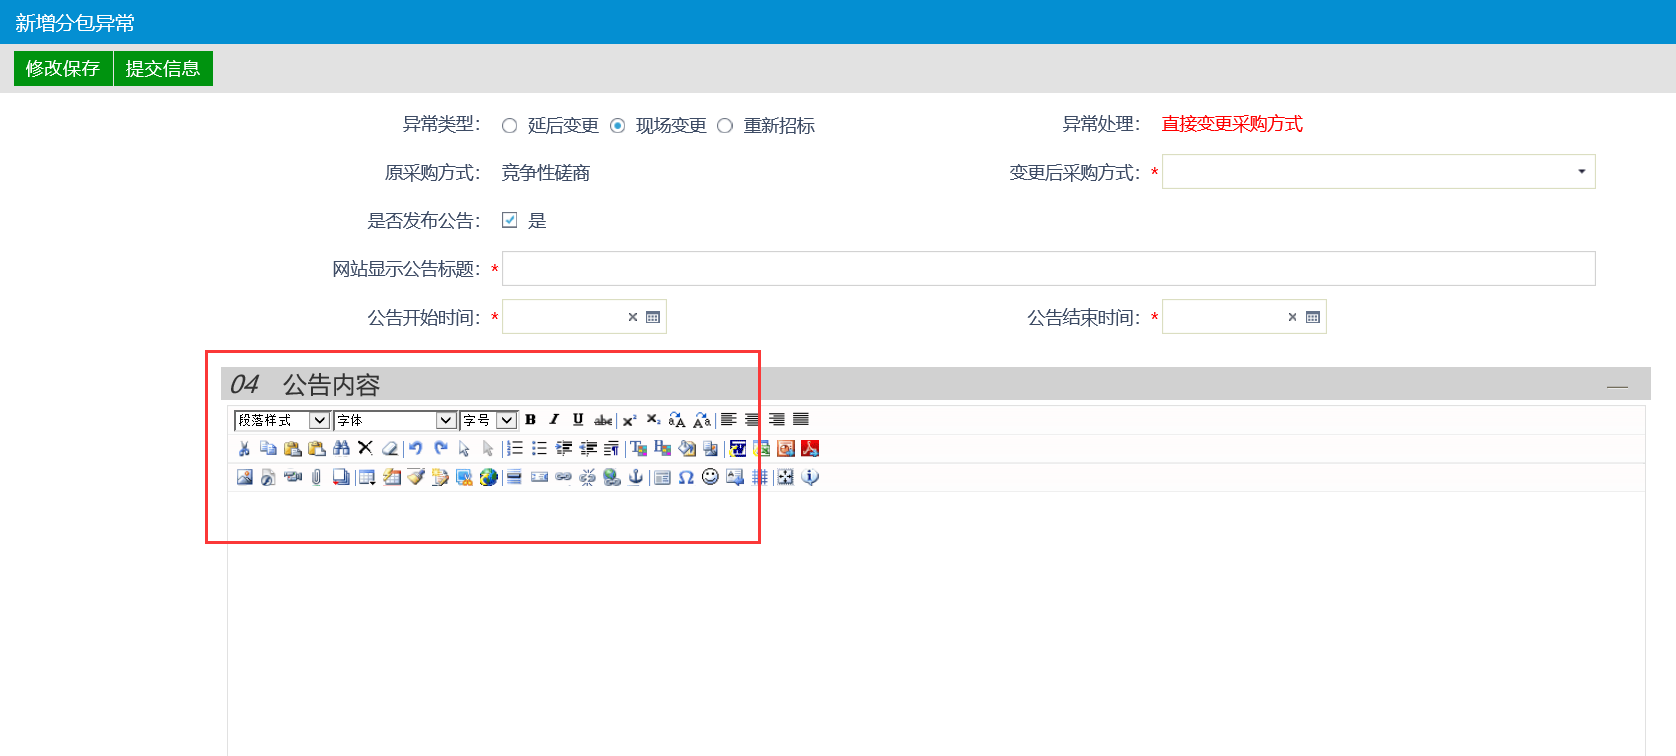 新增分包异常
修改保存 提交信息
异常类型： 延后变更 现场变更 重新招标 异常处理： 直接变更采购方式
原采购方式： 竞争性磋商 变更后采购方式： *
是否发布公告： 是
网站显示公告标题： *
公告开始时间： * 公告结束时间： *
04 公告内容
段落样式 字体 字号 B I U abc x² x₂ aA Aa